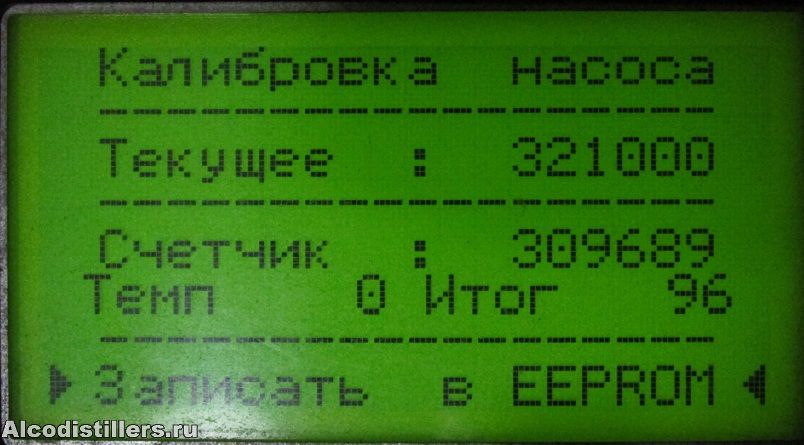 Калибровка насоса
--------------------
Текущее : 321000
--------------------
Счетчик : 309689
Темп 0 Итог 96
--------------------
Записать в EEPROM
Alcodistillers.ru